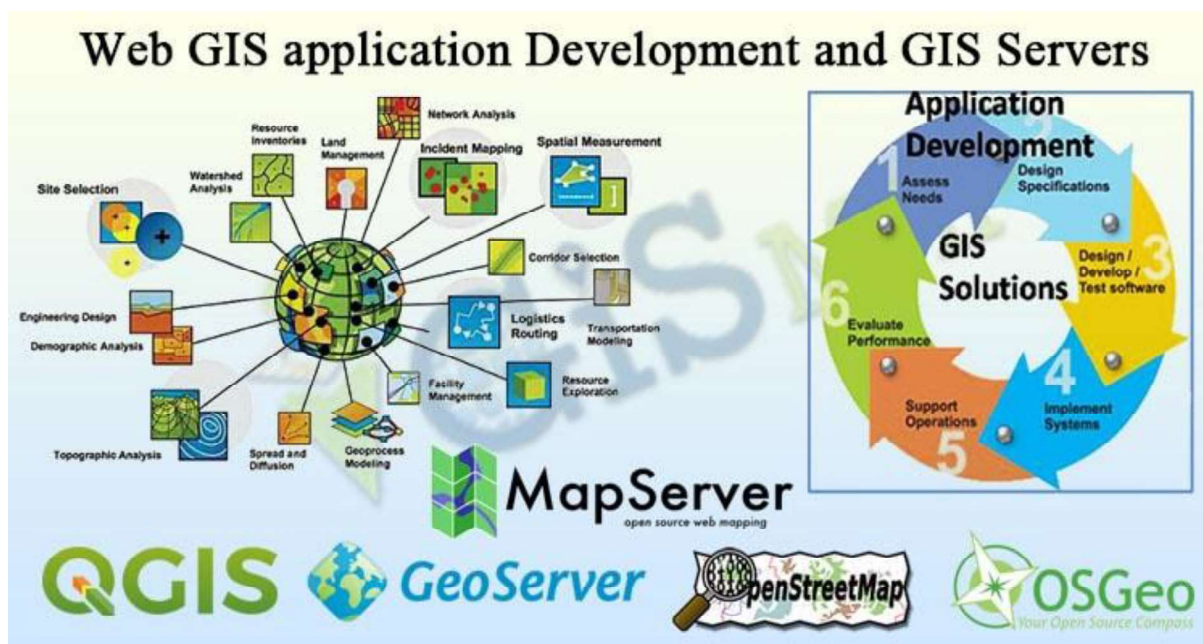 Web GIS application Development and GIS Servers
Network Analysis
Resource
Inventories
Land
Management
Incident Mapping
Spatial Measurement
Watershed
Analysis
Site Selection
Corridor Selection
Engineering Design
Logistics
Routing
Transportation
Modeling
Demographic Analysis
Facility
Management
Resource
Exploration
Topographic Analysis
Spread and
Diffusion
Geoprocess
Modeling
Application
Development
1
Assess
Needs
2
Design
Specifications
GIS
Solutions
3
Design /
Develop /
Test software
4
Implement
Systems
5
Support
Operations
6
Evaluate
Performance
GIS
MapServer
open source web mapping
QGIS
GeoServer
OpenStreetMap
OSGeo
Your Open Source Compass